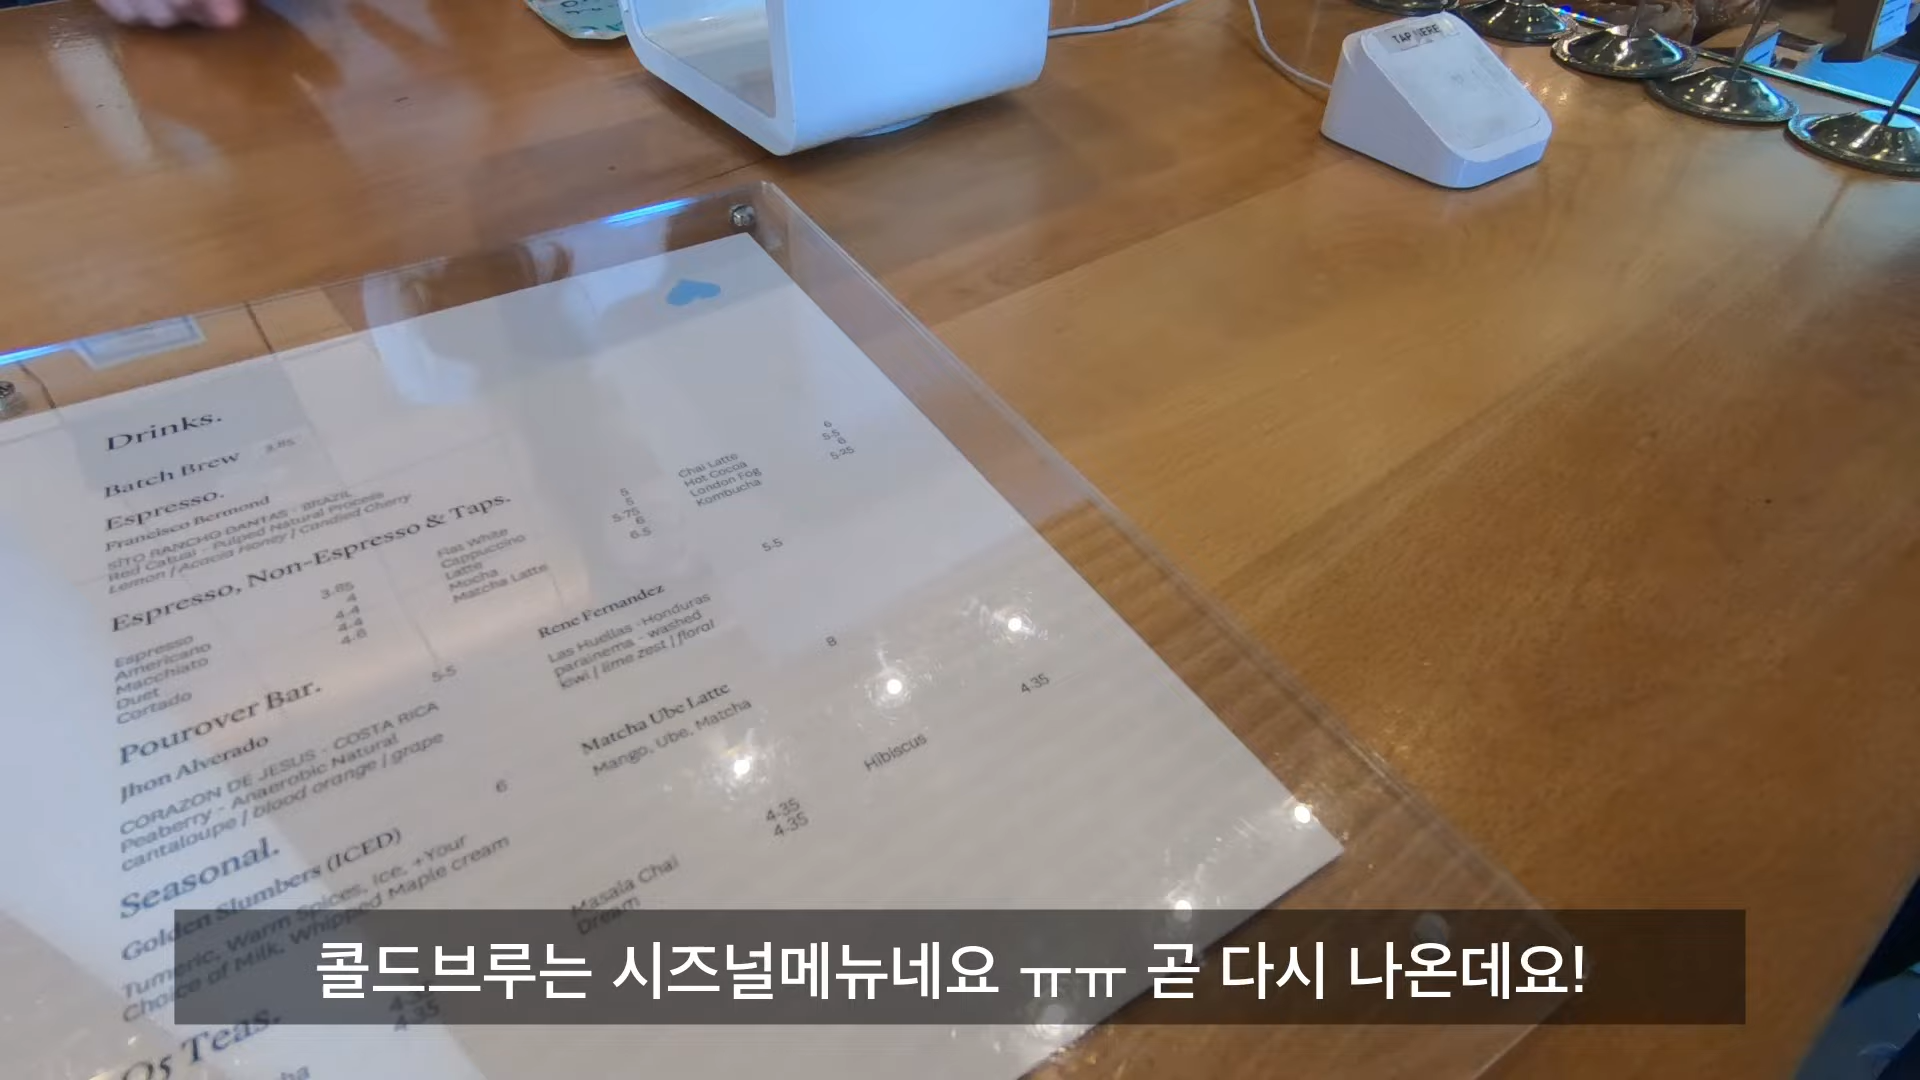 TAP HERE
Drinks.
Batch Brew 3.85
Espresso.
Francisco Bermond
SÍTO RANCHO DANTAS - BRAZIL
Red Catuai - Pulped Natural Process
Lemon | Acacia Honey | Candied Cherry
Espresso, Non-Espresso & Taps.
Espresso 3.85
Americano 4
Macchiato 4.4
Duet 4.4
Cortado 4.6
Flat White 5
Cappuccino 5
Latte 5.75
Mocha 6
Matcha Latte 6.5
Chai Latte 6
Hot Cocoa 5.5
London Fog 6
Kombucha 5.25
Pourover Bar.
Jhon Alverado 5.5
CORAZON DE JESUS - COSTA RICA
Peaberry - Anaerobic Natural
cantaloupe | blood orange | grape
Rene Fernandez 5.5
Las Huellas - Honduras
parainema - washed
kiwi | lime zest | floral
Seasonal.
Golden Slumbers (ICED) 6
Tumeric, Warm Spices, Ice, +Your
Choice of Milk, Whipped Maple cream
Matcha Ube Latte 8
Mango, Ube, Matcha
O5 Teas.
4.35
Masala Chai 4.35
Dream 4.35
Hibiscus 4.35
콜드브루는 시즈널메뉴네요 ㅠㅠ 곧 다시 나온데요!